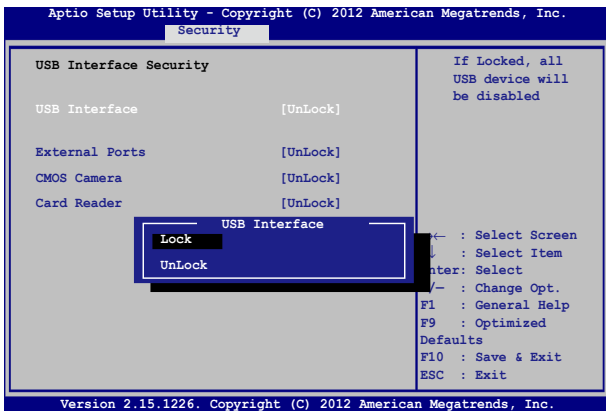 Aptio Setup Utility - Copyright (C) 2012 American Megatrends, Inc.
Security
USB Interface Security
USB Interface [UnLock]
External Ports [UnLock]
CMOS Camera [UnLock]
Card Reader [UnLock]
USB Interface
Lock
UnLock
If Locked, all
USB device will
be disabled
← : Select Screen
↓ : Select Item
nter: Select
/— : Change Opt.
F1 : General Help
F9 : Optimized
Defaults
F10 : Save & Exit
ESC : Exit
Version 2.15.1226. Copyright (C) 2012 American Megatrends, Inc.